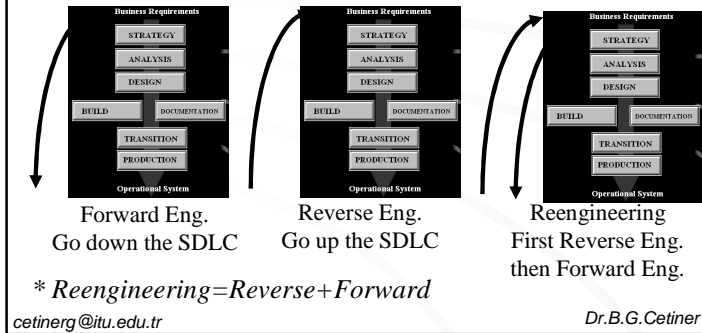 Business Requirements
STRATEGY
ANALYSIS
DESIGN
BUILD
DOCUMENTATION
TRANSITION
PRODUCTION
Operational System
Forward Eng.
Go down the SDLC
Business Requirements
STRATEGY
ANALYSIS
DESIGN
BUILD
DOCUMENTATION
TRANSITION
PRODUCTION
Operational System
Reverse Eng.
Go up the SDLC
Business Requirements
STRATEGY
ANALYSIS
DESIGN
BUILD
DOCUMENTATION
TRANSITION
PRODUCTION
Operational System
Reengineering
First Reverse Eng.
then Forward Eng.
* Reengineering=Reverse+Forward
cetinerg@itu.edu.tr
Dr.B.G.Cetiner